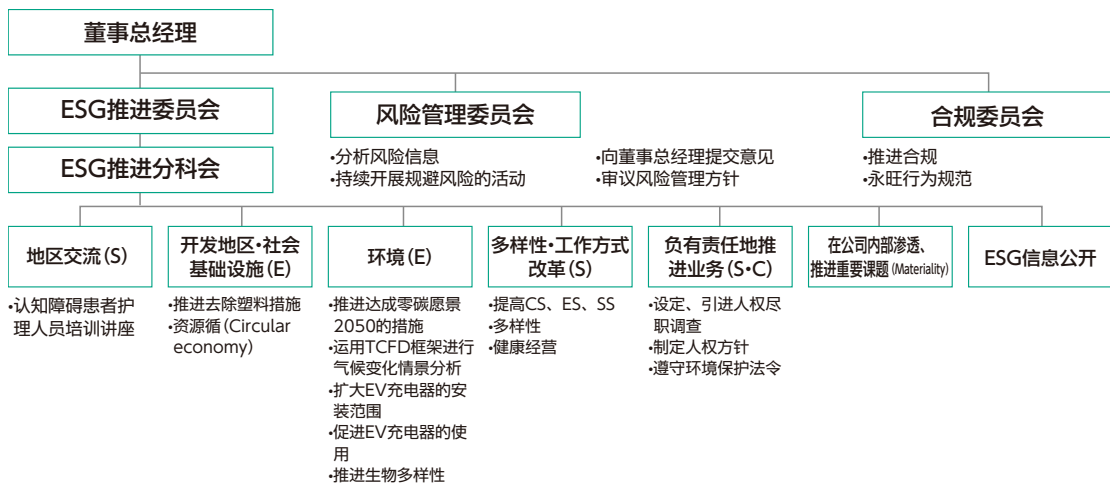 董事总经理
ESG推进委员会
风险管理委员会
合规委员会
•分析风险信息
•持续开展规避风险的活动
•向董事总经理提交意见
•审议风险管理方针
•推进合规
•永旺行为规范
ESG推进分科会
地区交流(S)
•认知障碍患者护
理人员培训讲座
开发地区•社会
基础设施(E)
•推进去除塑料措施
•资源循(Circular
economy)
环境(E)
•推进达成零碳愿景
2050的措施
•运用TCFD框架进行
气候变化情景分析
•扩大EV充电器的安
装范围
•促进EV充电器的使
用
•推进生物多样性
多样性•工作方式
改革(S)
•提高CS、ES、SS
•多样性
•健康经营
负有责任地推
进业务(S•C)
•设定、引进人权尽
职调查
•制定人权方针
•遵守环境保护法令
在公司内部渗透、
推进重要课题(Materiality)
ESG信息公开